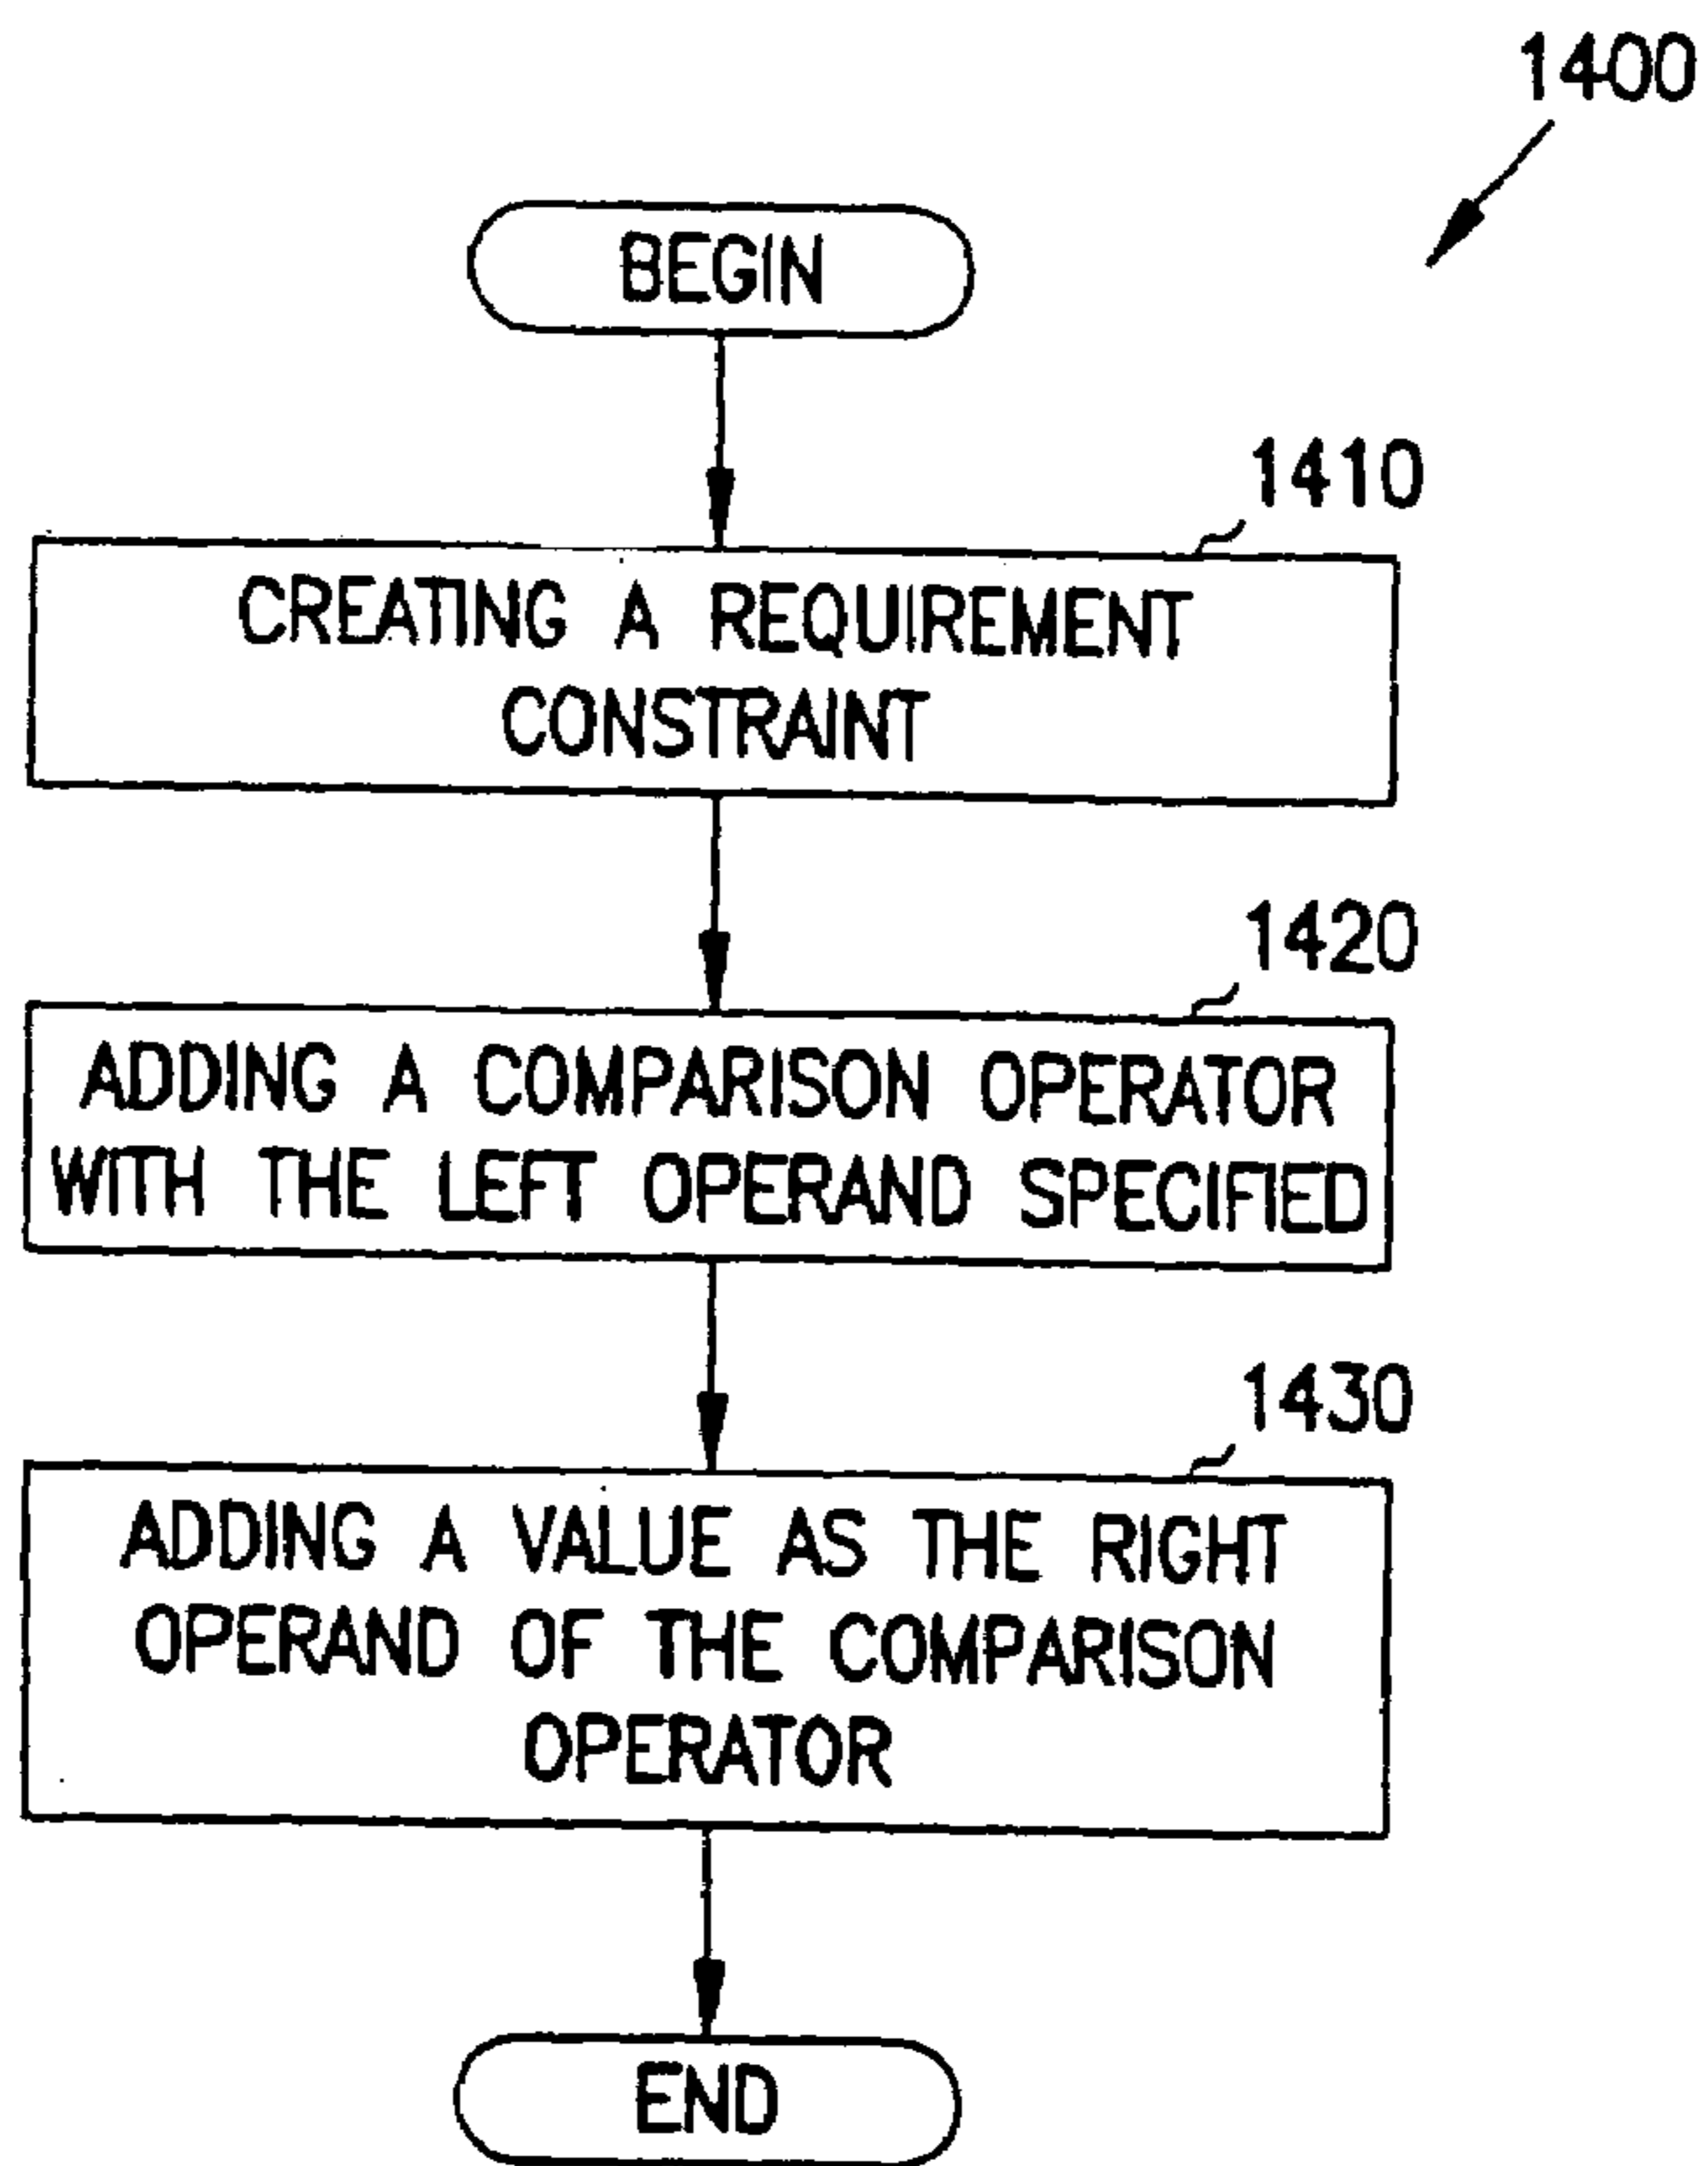 1400
BEGIN
1410
CREATING A REQUIREMENT
CONSTRAINT
1420
ADDING A COMPARISON OPERATOR
WITH THE LEFT OPERAND SPECIFIED
1430
ADDING A VALUE AS THE RIGHT
OPERAND OF THE COMPARISON
OPERATOR
END